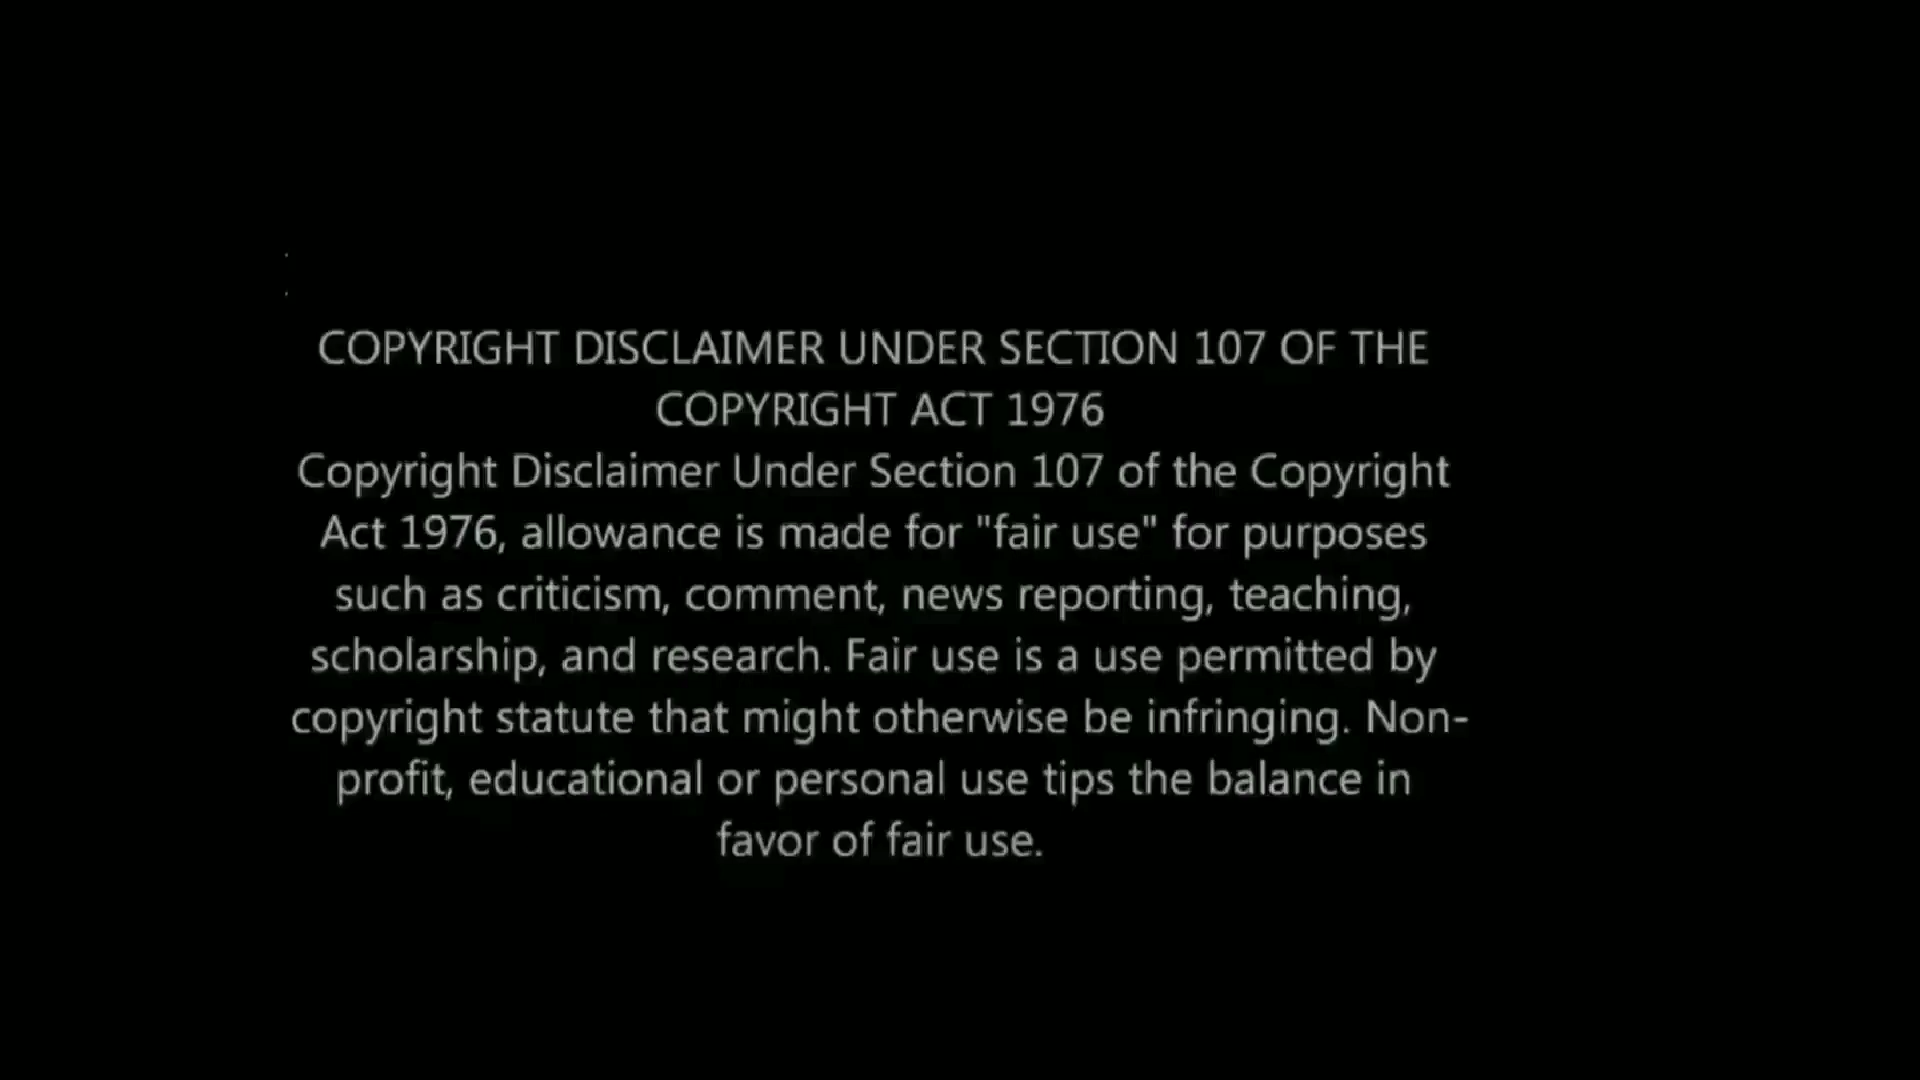 COPYRIGHT DISCLAIMER UNDER SECTION 107 OF THE
COPYRIGHT ACT 1976
Copyright Disclaimer Under Section 107 of the Copyright
Act 1976, allowance is made for "fair use" for purposes
such as criticism, comment, news reporting, teaching,
scholarship, and research. Fair use is a use permitted by
copyright statute that might otherwise be infringing. Non-
profit, educational or personal use tips the balance in
favor of fair use.